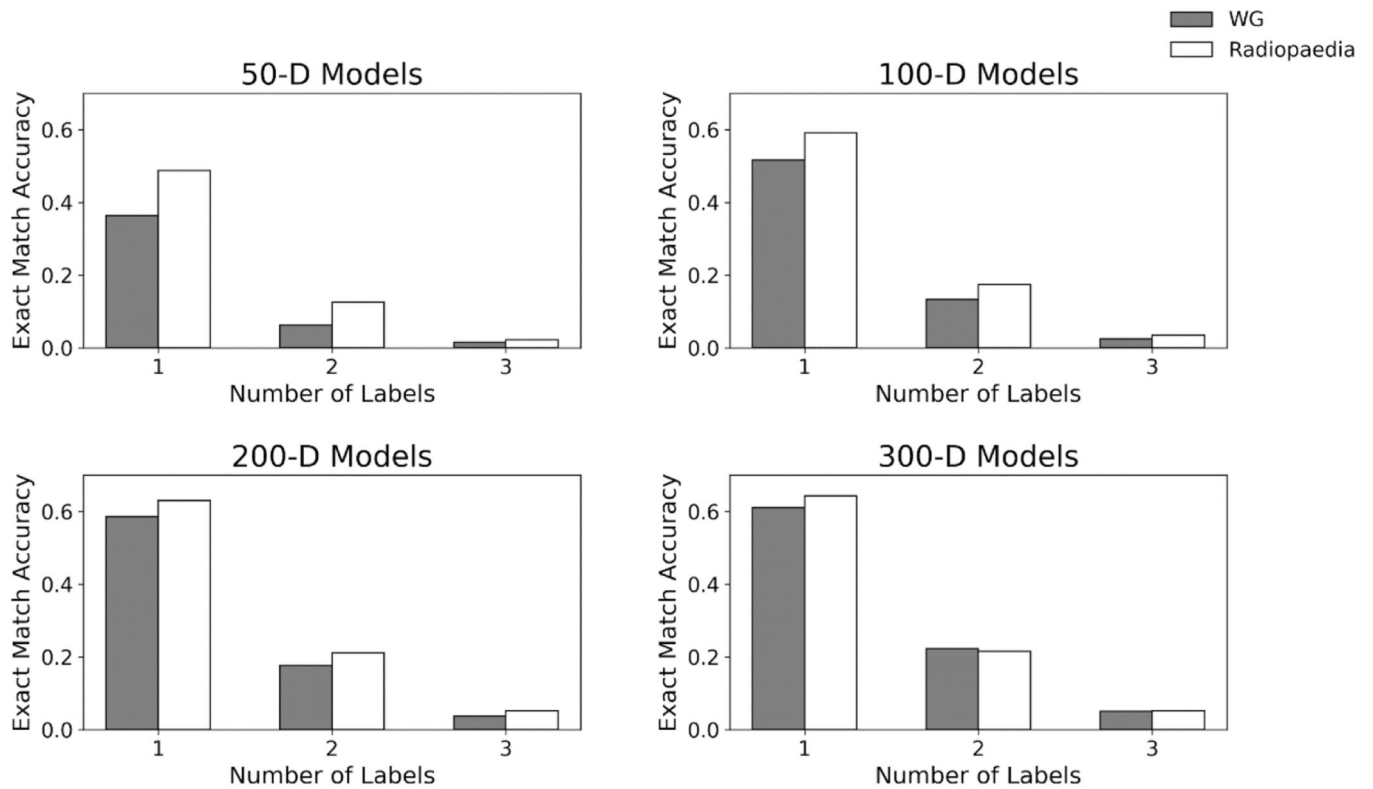 WG
Radiopaedia
50-D Models
Exact Match Accuracy
0.6
0.4
0.2
0.0
1 2 3
Number of Labels
100-D Models
Exact Match Accuracy
0.6
0.4
0.2
0.0
1 2 3
Number of Labels
200-D Models
Exact Match Accuracy
0.6
0.4
0.2
0.0
1 2 3
Number of Labels
300-D Models
Exact Match Accuracy
0.6
0.4
0.2
0.0
1 2 3
Number of Labels